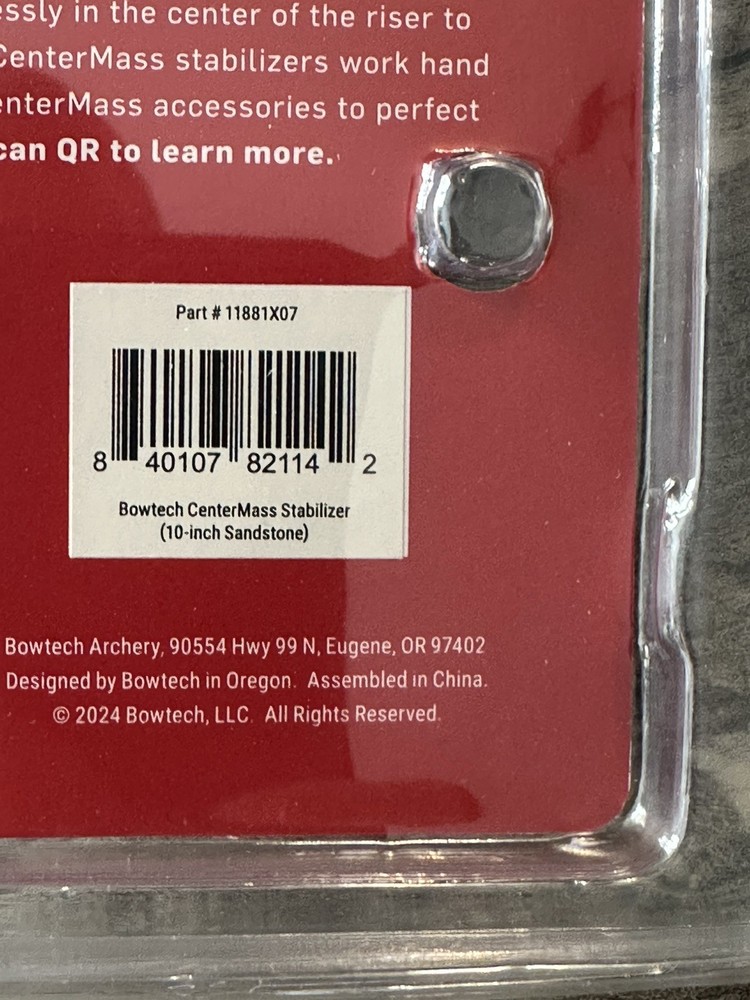 in the center of the riser to
CenterMass stabilizers work hand
CenterMass accessories to perfect
can QR to learn more.
Part # 11881X07
8 40107 82114 2
Bowtech CenterMass Stabilizer
(10-inch Sandstone)
Bowtech Archery, 90554 Hwy 99 N, Eugene, OR 97402
Designed by Bowtech in Oregon. Assembled in China.
© 2024 Bowtech, LLC. All Rights Reserved.